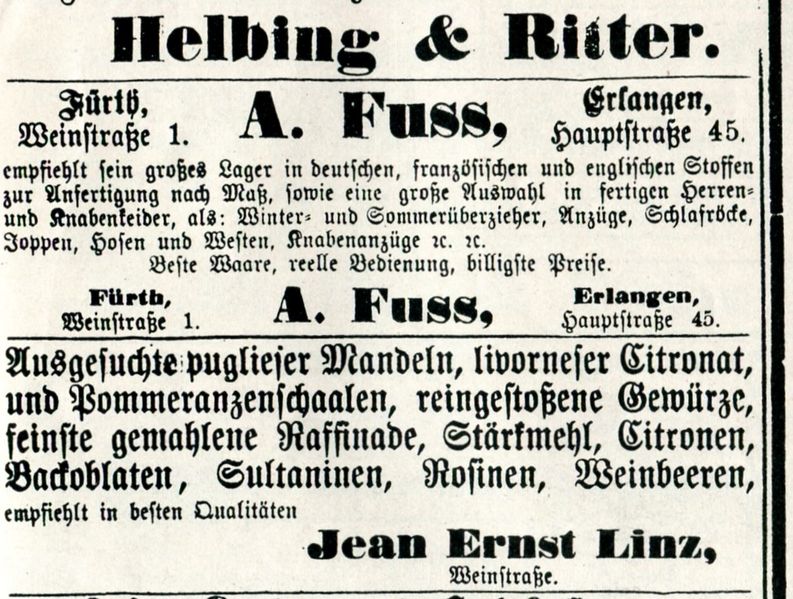 Helbing & Ritter.
Fürth, Weinstraße 1. A. Fuss, Erlangen, Hauptstraße 45.
empfiehlt sein großes Lager in deutschen, französischen und englischen Stoffen
zur Anfertigung nach Maß, sowie eine große Auswahl in fertigen Herren-
und Knabenkeider, als: Winter- und Sommerüberzieher, Anzüge, Schlafröcke,
Joppen, Hosen und Westen, Knabenanzüge ꝛc. ꝛc.
Beste Waare, reelle Bedienung, billigste Preise.
Fürth, Weinstraße 1. A. Fuss, Erlangen, Hauptstraße 45.
Ausgesuchte puglieser Mandeln, livorneser Citronat,
und Pommeranzenschaalen, reingestoßene Gewürze,
feinste gemahlene Raffinade, Stärkmehl, Citronen,
Backoblaten, Sultaninen, Rosinen, Weinbeeren,
empfiehlt in besten Qualitäten
Jean Ernst Linz,
Weinstraße.